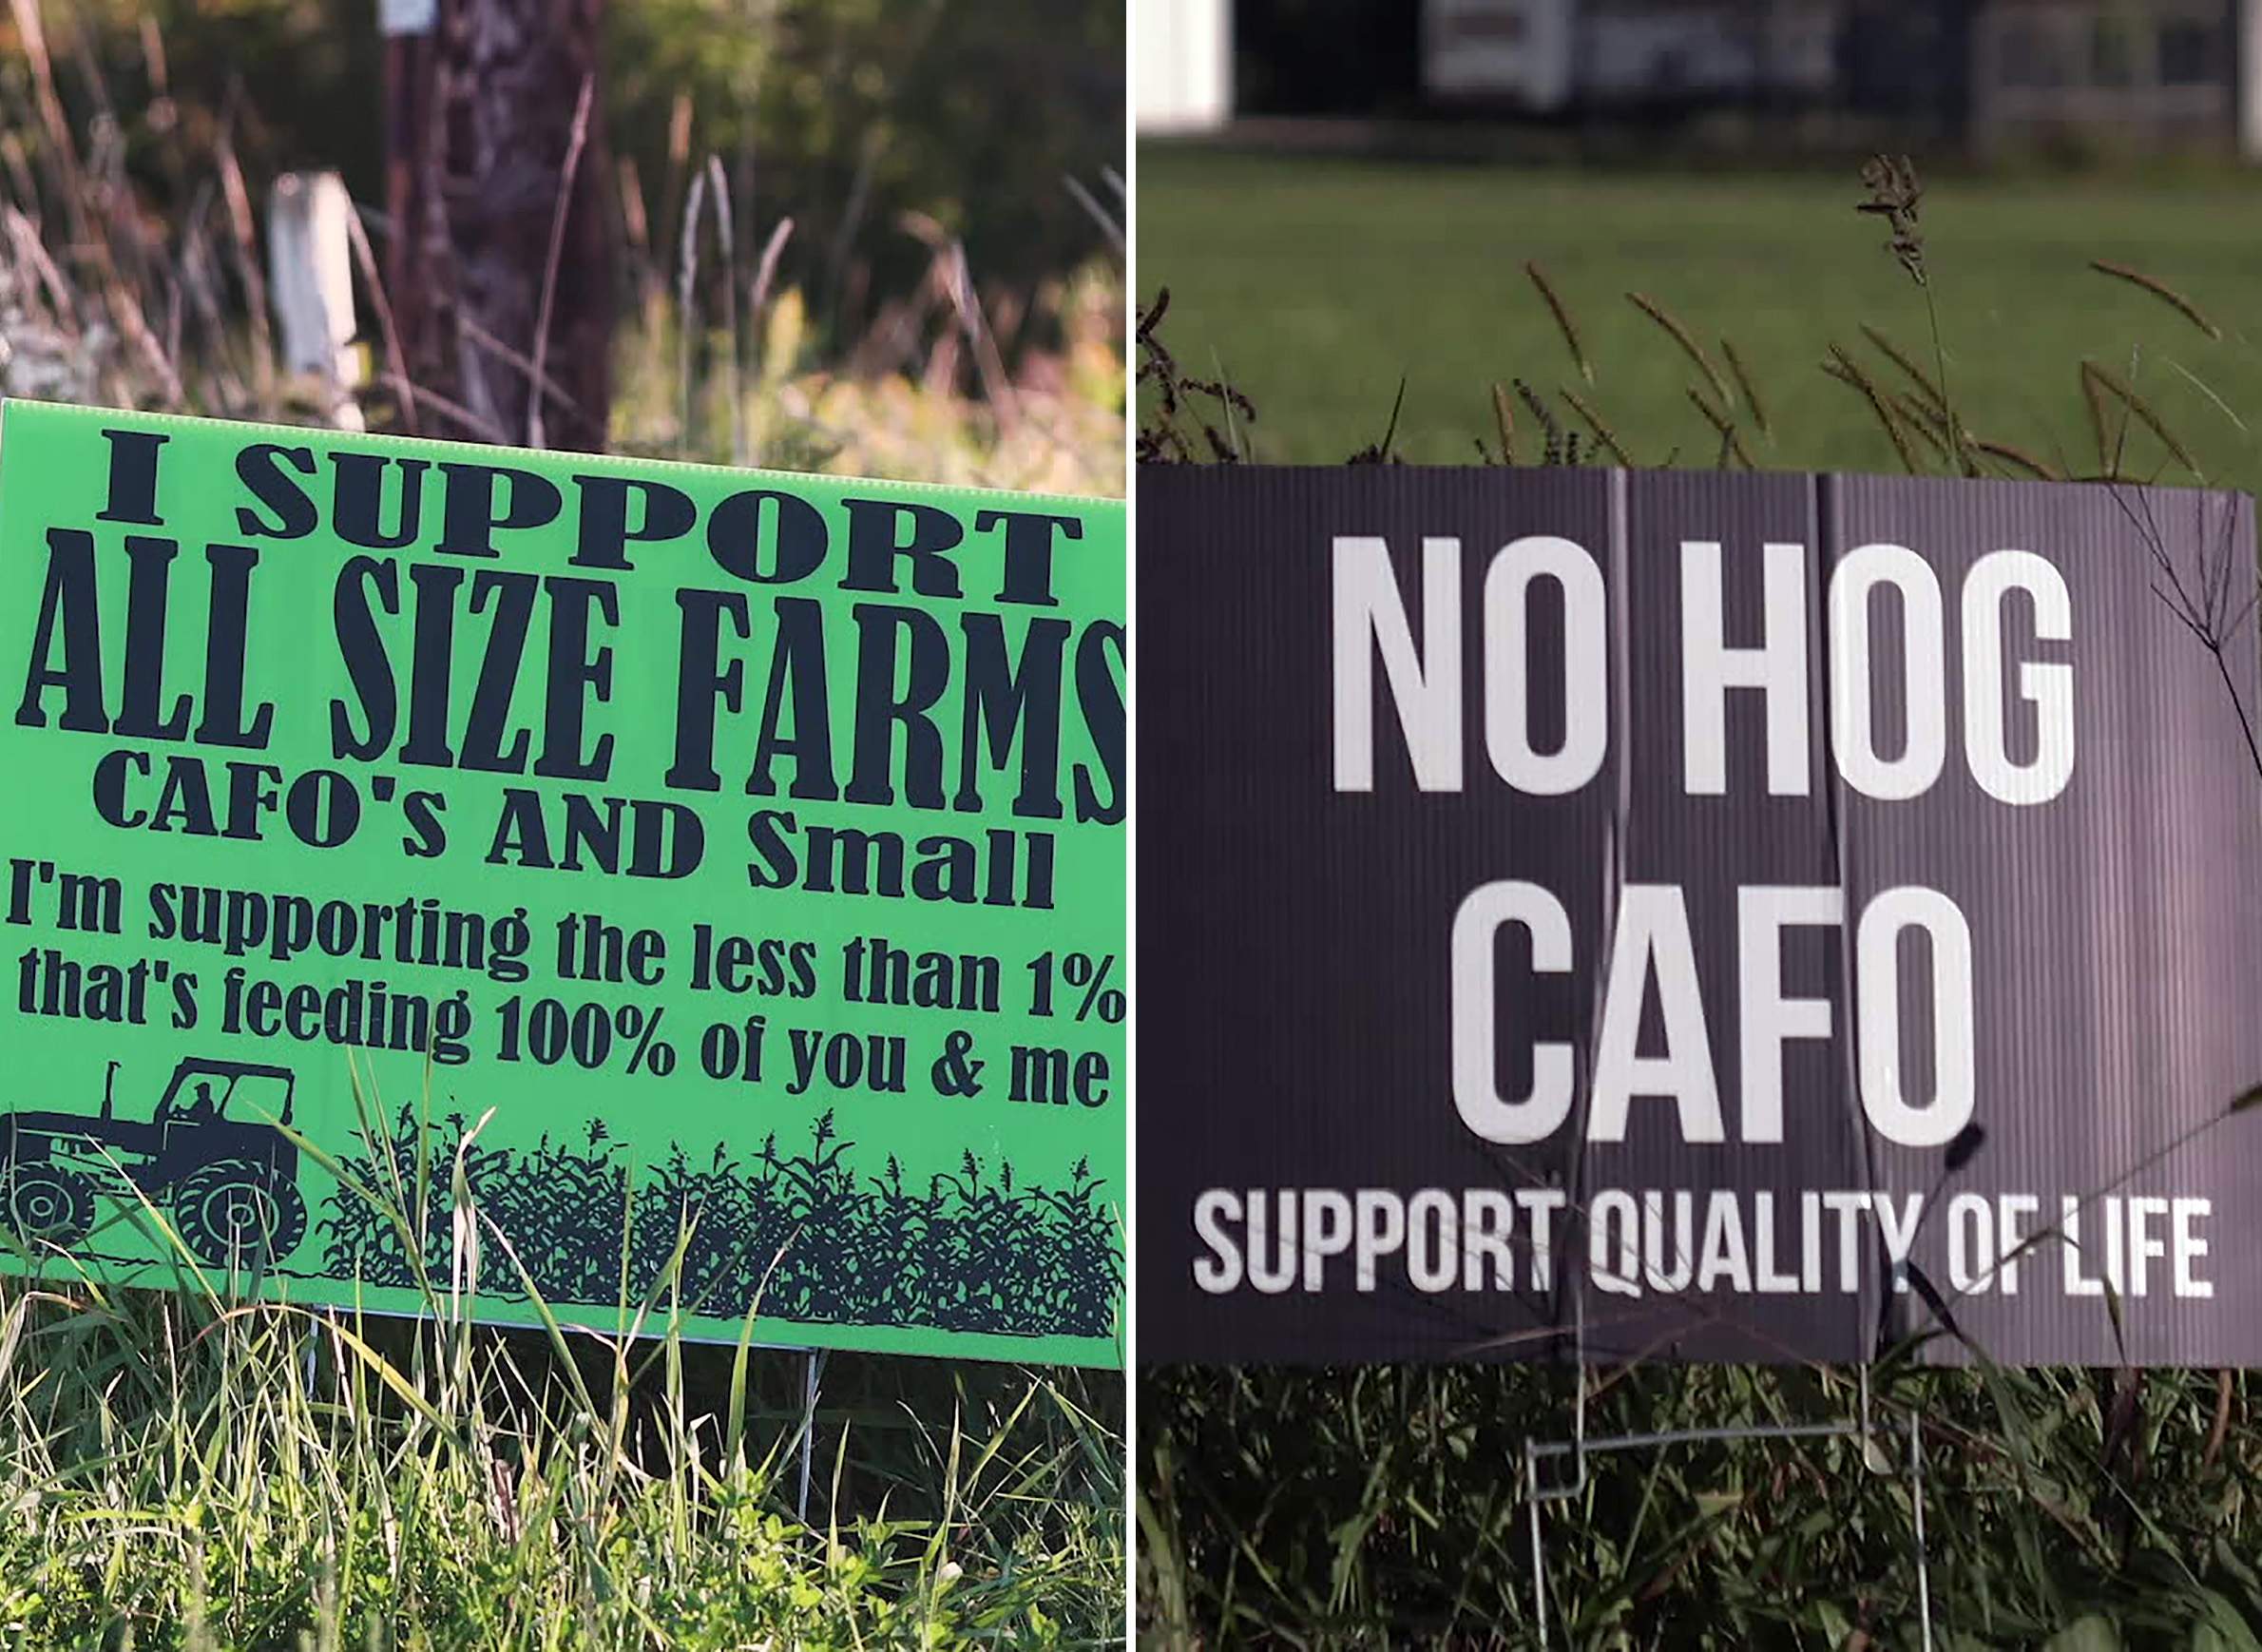 I SUPPORT
ALL SIZE FARMS
CAFO's AND Small
I'm supporting the less than 1%
that's feeding 100% of you & me
NO HOG
CAFO
SUPPORT QUALITY OF LIFE